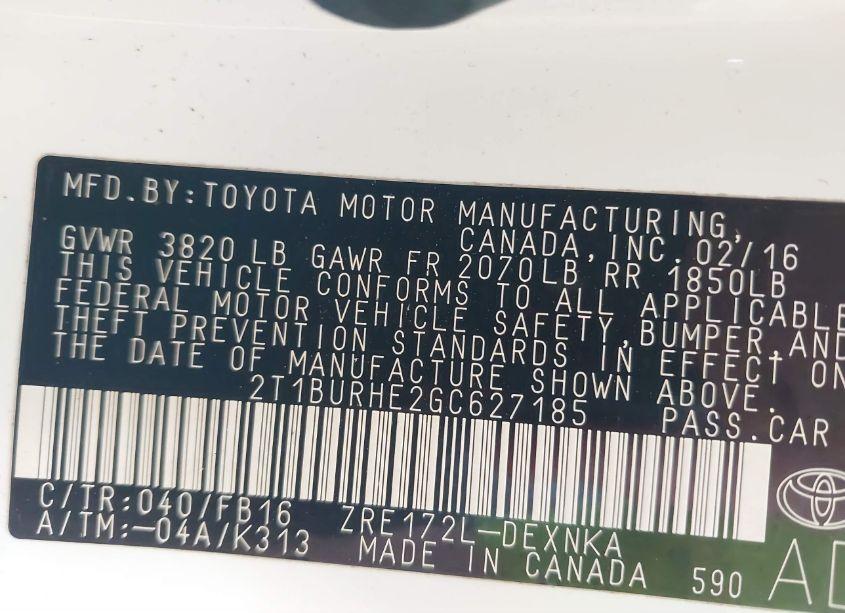 MFD.BY:TOYOTA MOTOR MANUFACTURING,
CANADA,INC. 02/16
GVWR 3820 LB GAWR FR 2070LB RR 1850LB
THIS VEHICLE CONFORMS TO ALL APPLICABLE
FEDERAL MOTOR VEHICLE SAFETY,BUMPER,AND
THEFT PREVENTION STANDARDS IN EFFECT ON
THE DATE OF MANUFACTURE SHOWN ABOVE.
2T1BURHE2GC627185 PASS.CAR
C/TR:040/FB16 ZRE172L-DEXNKA
A/TM:-04A/K313 MADE IN CANADA 590